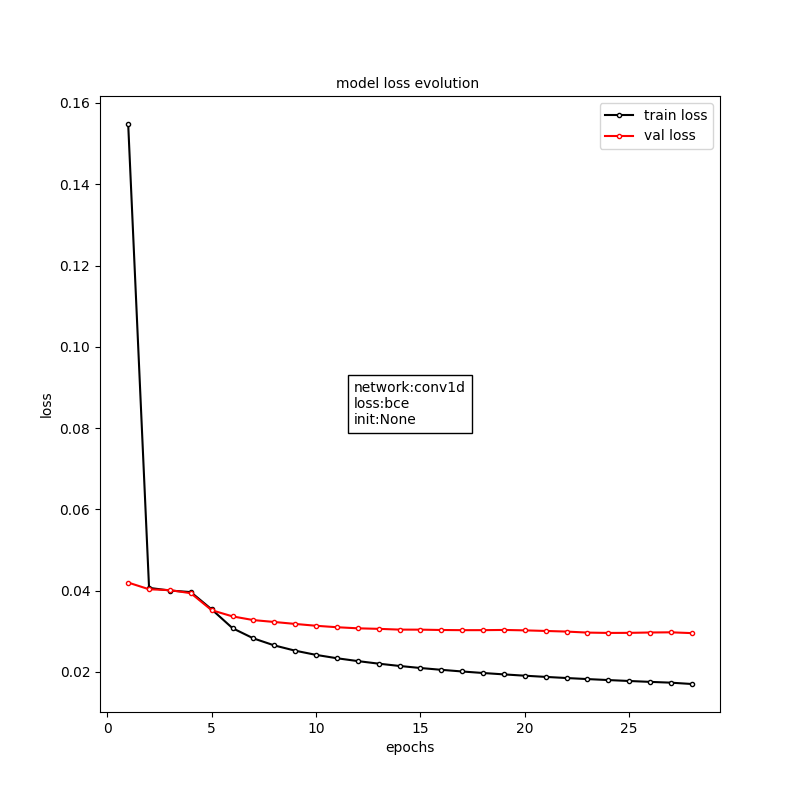 model loss evolution
0.16
0.14
0.12
0.10
0.08
0.06
0.04
0.02
loss
train loss
val loss
network:conv1d
loss:bce
init:None
0 5 10 15 20 25
epochs